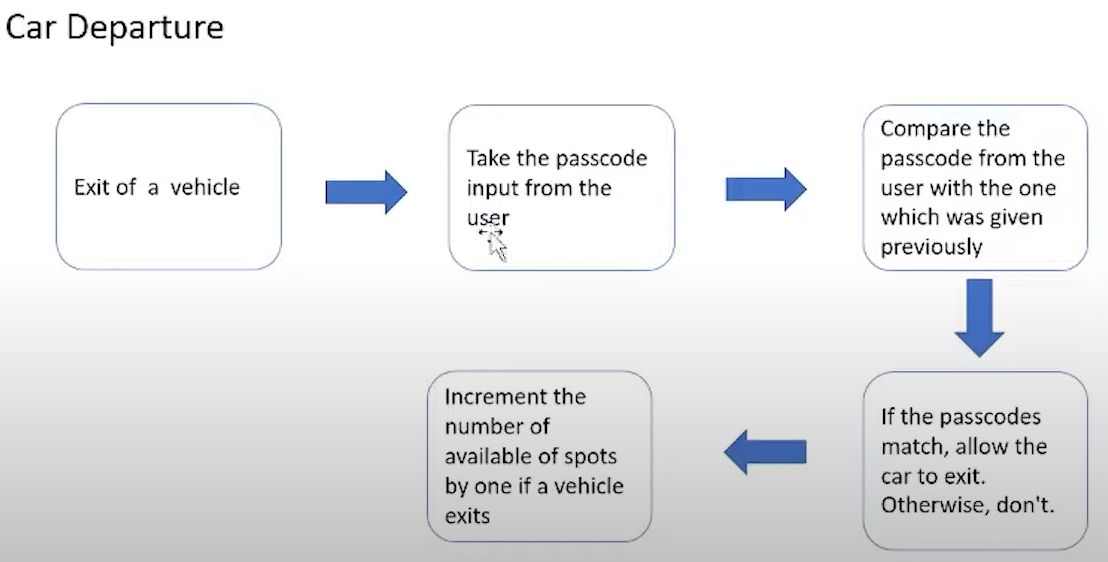 Car Departure
Exit of a vehicle
Take the passcode
input from the
user
Compare the
passcode from the
user with the one
which was given
previously
If the passcodes
match, allow the
car to exit.
Otherwise, don't.
Increment the
number of
available of spots
by one if a vehicle
exits